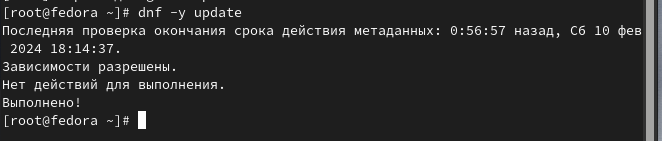 [root@fedora ~]# dnf -y update
Последняя проверка окончания срока действия метаданных: 0:56:57 назад, Сб 10 фев
2024 18:14:37.
Зависимости разрешены.
Нет действий для выполнения.
Выполнено!
[root@fedora ~]#